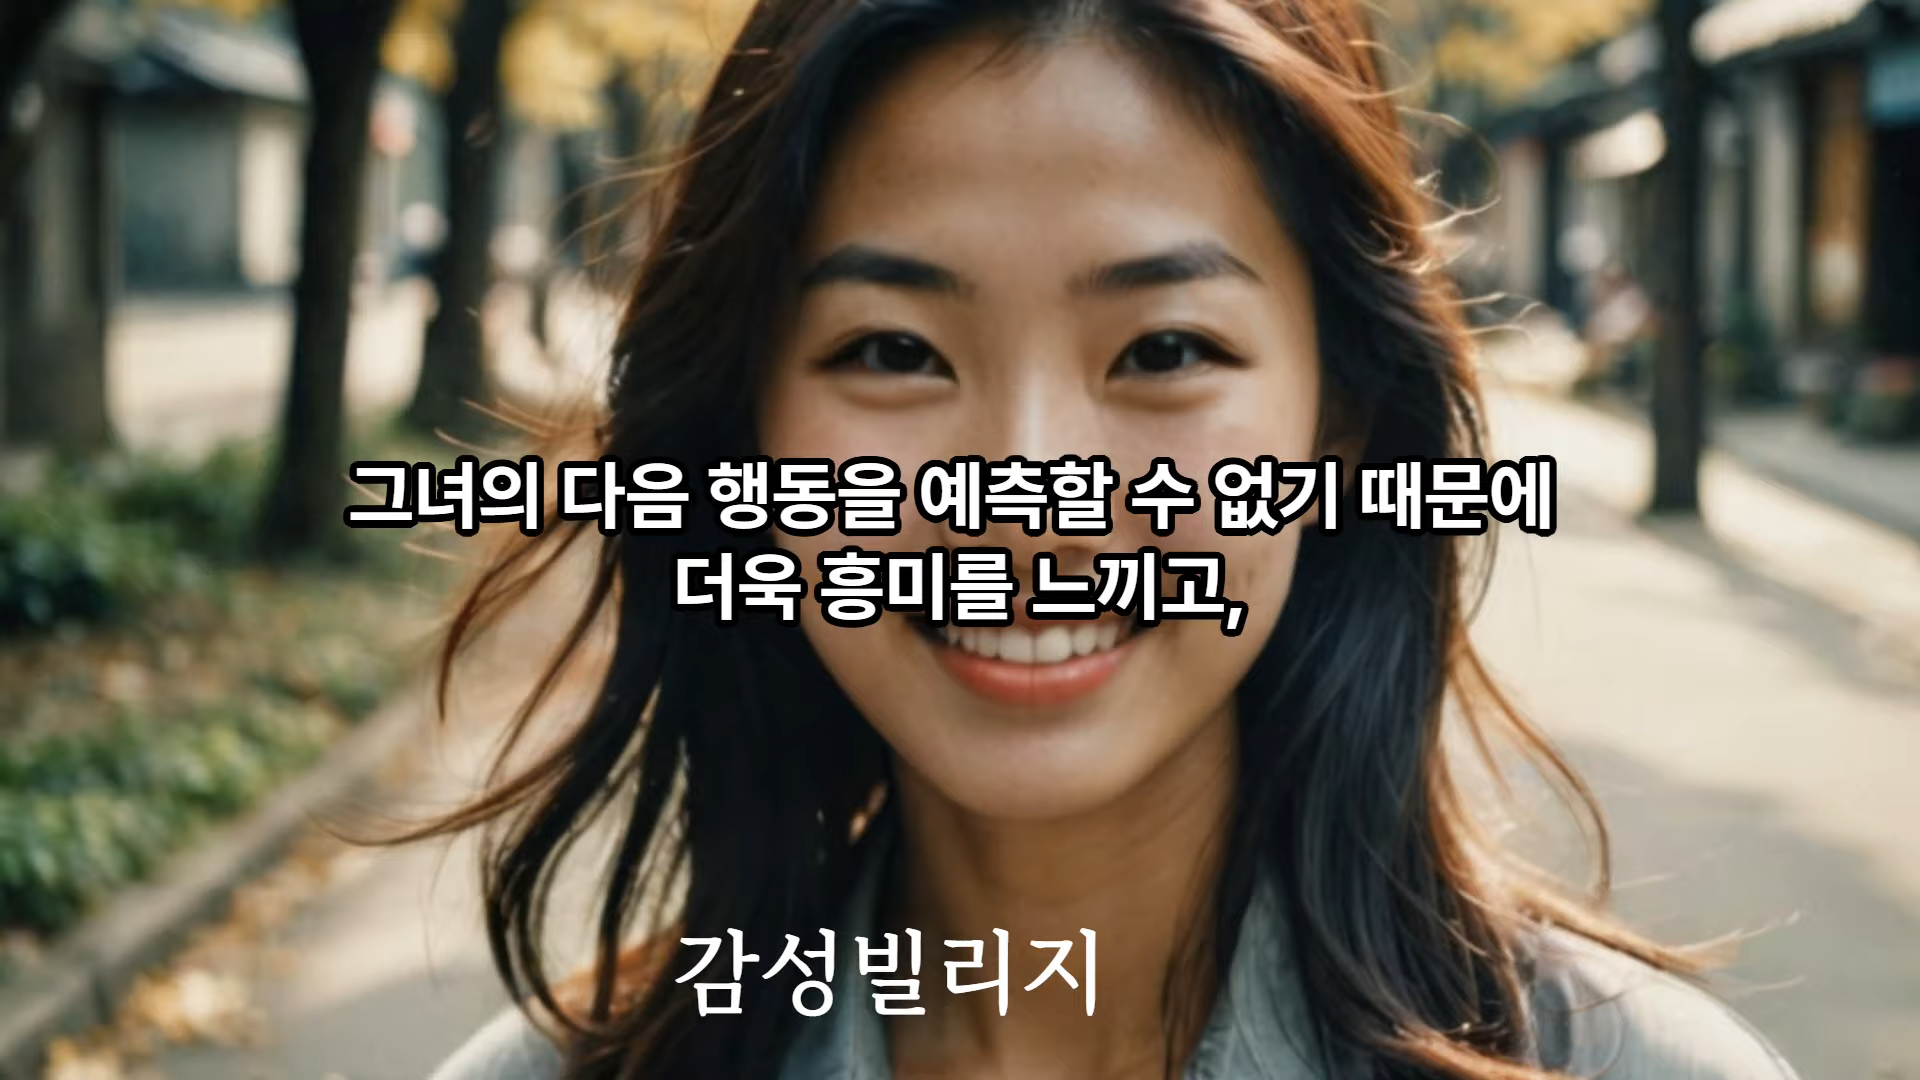 그녀의 다음 행동을 예측할 수 없기 때문에
더욱 흥미를 느끼고,
감성빌리지